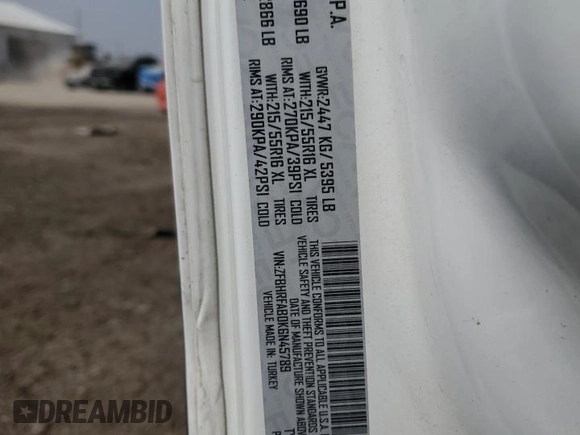 P.A.
GVWR:2447 KG/ 5395 LB
690 LB
WITH:215/55R16 XL TIRES
RIMS AT:270KPA/39PSI COLD
2866 LB
WITH:215/55R16 XL TIRES
RIMS AT:290KPA/42PSI COLD
THIS VEHICLE CONFORMS TO ALL APPLICABLE U.S.A.
VEHICLE SAFETY AND THEFT PREVENTION STANDARDS
DATE OF MANUFACTURE SHOWN ABOV
VIN:ZFBHRFAB0K6N45789
VEHICLE MADE IN: TURKEY
DREAMBID